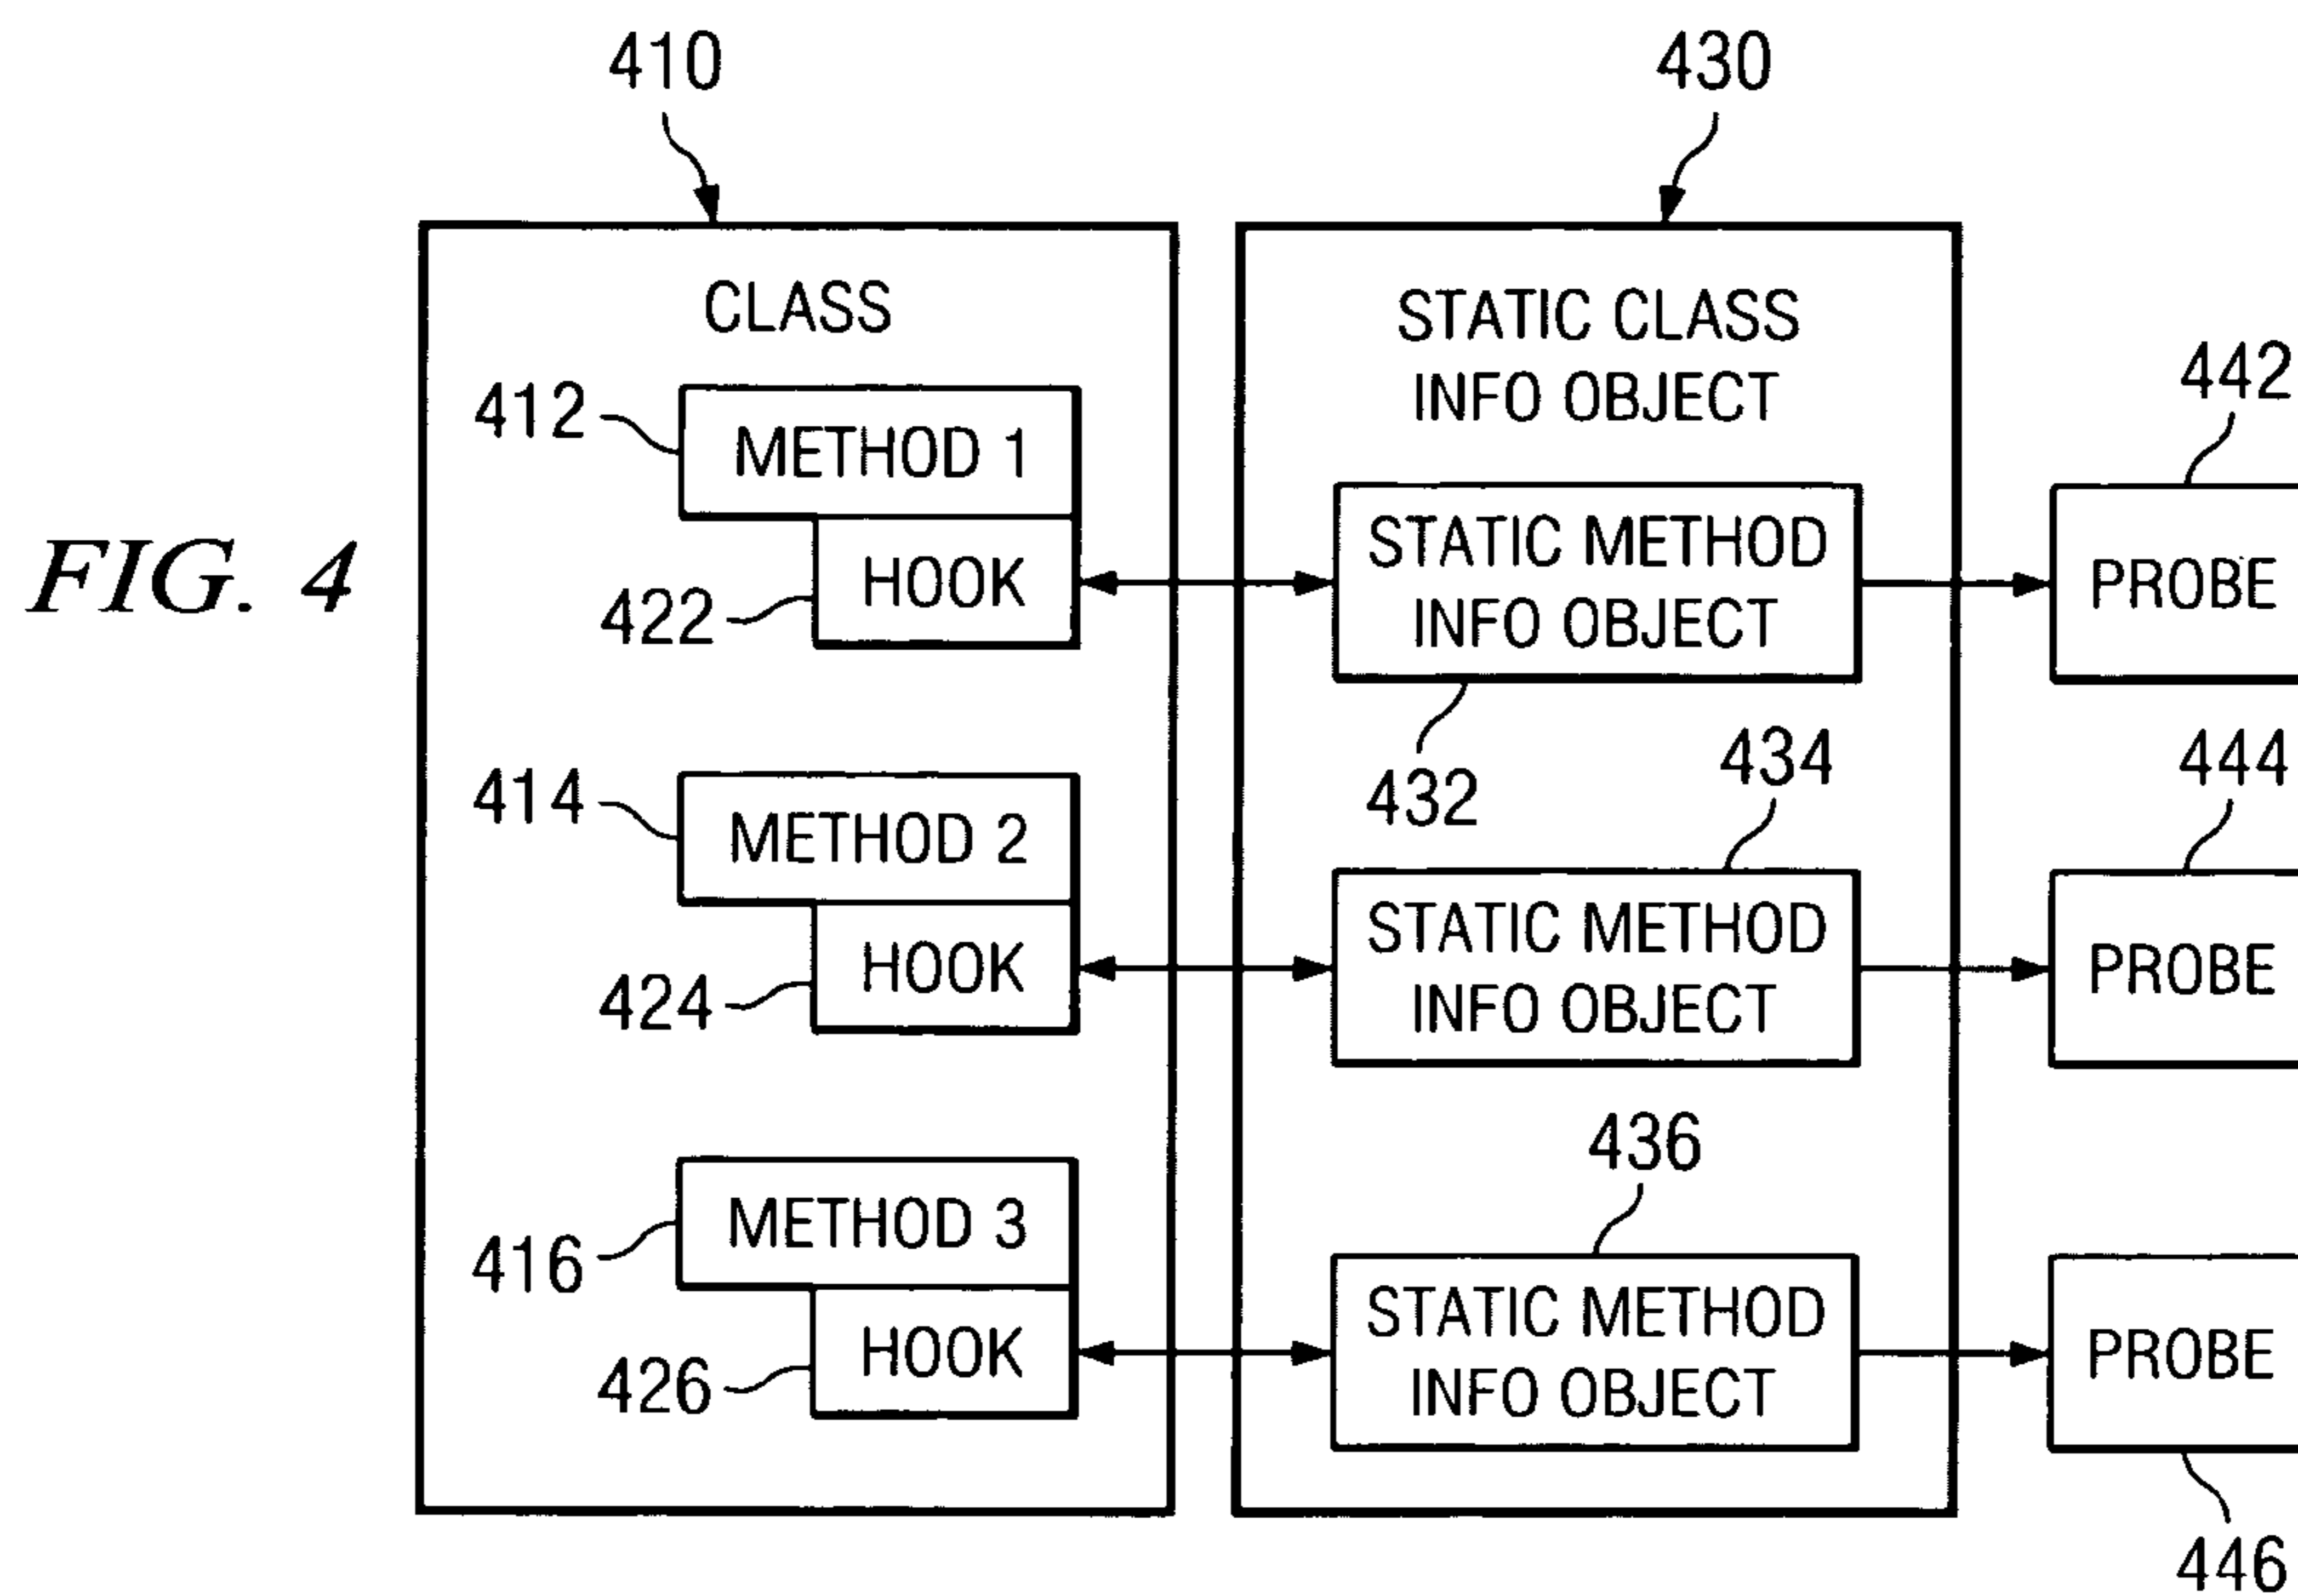 410
430
CLASS
STATIC CLASS
INFO OBJECT
412
METHOD 1
442
FIG. 4
422
HOOK
STATIC METHOD
INFO OBJECT
PROBE
432
434
444
414
METHOD 2
424
HOOK
STATIC METHOD
INFO OBJECT
PROBE
436
416
METHOD 3
426
HOOK
STATIC METHOD
INFO OBJECT
PROBE
446